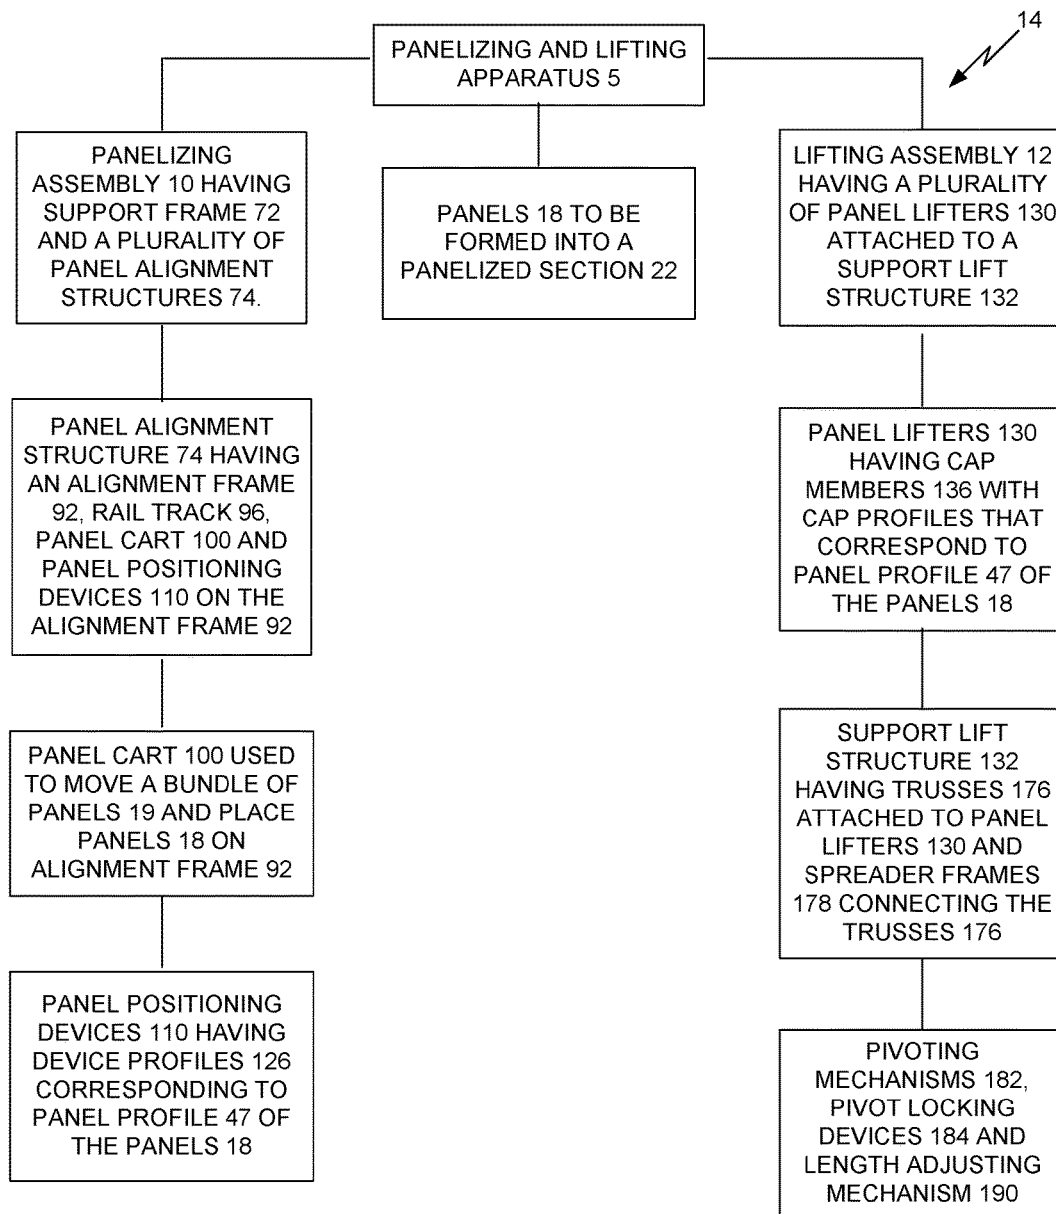 14
PANELIZING AND LIFTING
APPARATUS 5
PANELIZING
ASSEMBLY 10 HAVING
SUPPORT FRAME 72
AND A PLURALITY OF
PANEL ALIGNMENT
STRUCTURES 74.
PANELS 18 TO BE
FORMED INTO A
PANELIZED SECTION 22
LIFTING ASSEMBLY 12
HAVING A PLURALITY
OF PANEL LIFTERS 130
ATTACHED TO A
SUPPORT LIFT
STRUCTURE 132
PANEL ALIGNMENT
STRUCTURE 74 HAVING
AN ALIGNMENT FRAME
92, RAIL TRACK 96,
PANEL CART 100 AND
PANEL POSITIONING
DEVICES 110 ON THE
ALIGNMENT FRAME 92
PANEL LIFTERS 130
HAVING CAP
MEMBERS 136 WITH
CAP PROFILES THAT
CORRESPOND TO
PANEL PROFILE 47 OF
THE PANELS 18
PANEL CART 100 USED
TO MOVE A BUNDLE OF
PANELS 19 AND PLACE
PANELS 18 ON
ALIGNMENT FRAME 92
SUPPORT LIFT
STRUCTURE 132
HAVING TRUSSES 176
ATTACHED TO PANEL
LIFTERS 130 AND
SPREADER FRAMES
178 CONNECTING THE
TRUSSES 176
PANEL POSITIONING
DEVICES 110 HAVING
DEVICE PROFILES 126
CORRESPONDING TO
PANEL PROFILE 47 OF
THE PANELS 18
PIVOTING
MECHANISMS 182,
PIVOT LOCKING
DEVICES 184 AND
LENGTH ADJUSTING
MECHANISM 190